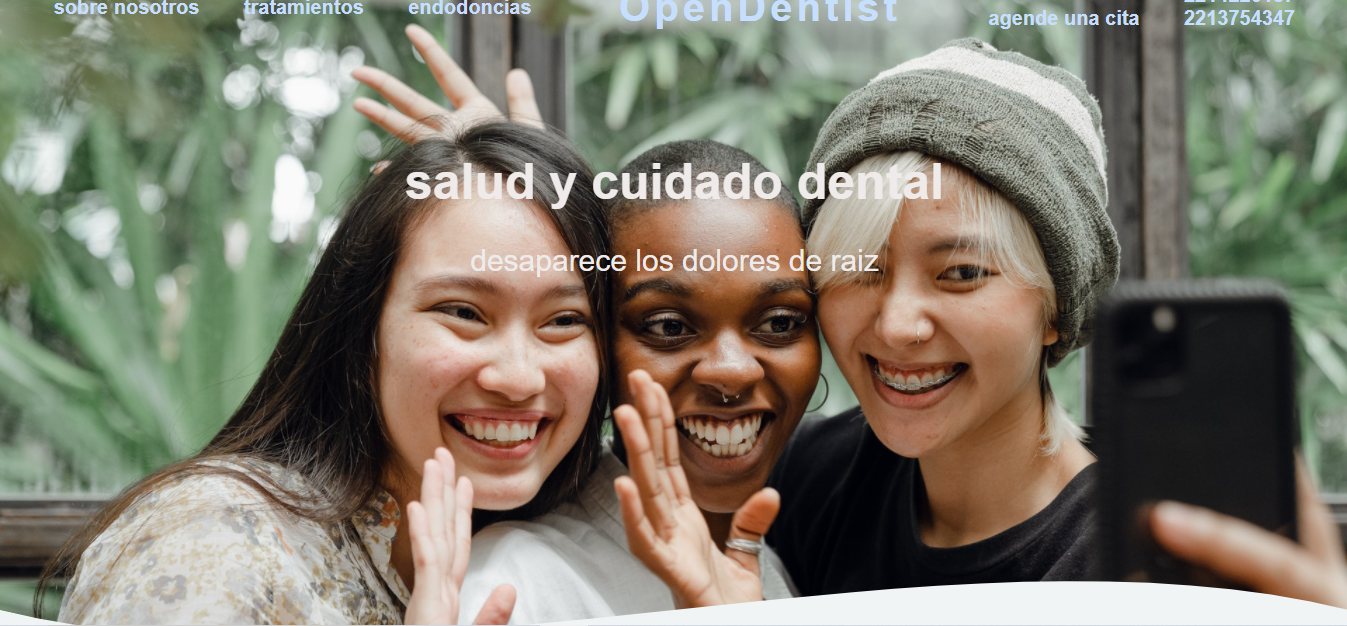 sobre nosotros
tratamientos
endodoncias
OpenDentist
agende una cita
2213754347
salud y cuidado dental
desaparece los dolores de raiz